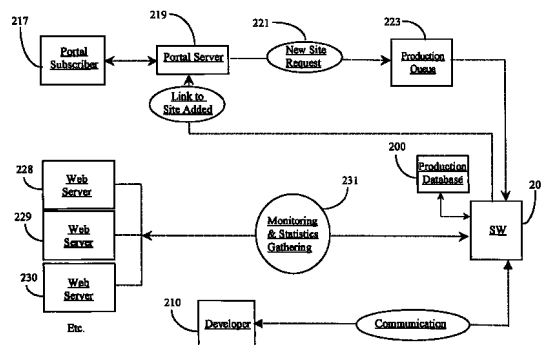 217
Portal
Subscriber
219
Portal Server
221
New Site
Request
223
Production
Queue
Link to
Site Added
228
Web
Server
229
Web
Server
230
Web
Server
Etc.
231
Monitoring
& Statistics
Gathering
200
Production
Database
20
SW
210
Developer
Communication